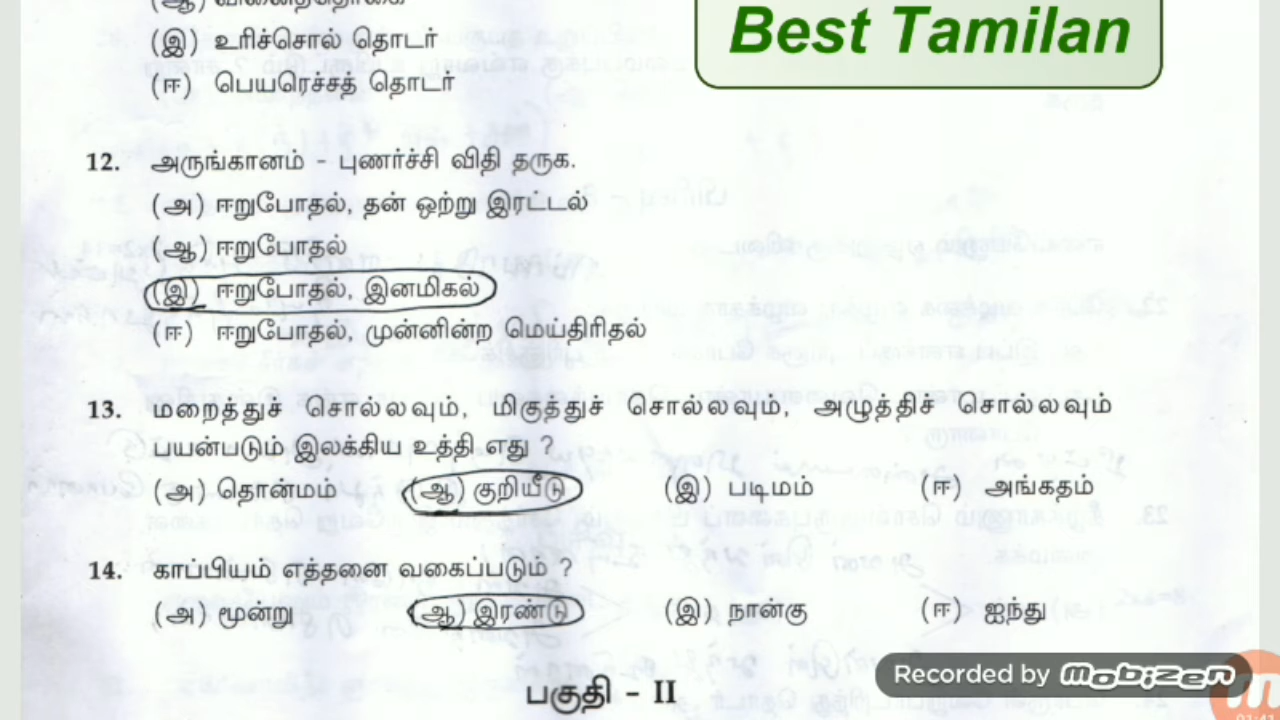 (ஆ) வினைத்தொகை
Best Tamilan
(இ) உரிச்சொல் தொடர்
(ஈ) பெயரெச்சத் தொடர்
12. அருங்கானம் - புணர்ச்சி விதி தருக.
(அ) ஈறுபோதல், தன் ஒற்று இரட்டல்
(ஆ) ஈறுபோதல்
(இ) ஈறுபோதல், இனமிகல்
(ஈ) ஈறுபோதல், முன்னின்ற மெய்திரிதல்
13. மறைத்துச் சொல்லவும், மிகுத்துச் சொல்லவும், அழுத்திச் சொல்லவும்
பயன்படும் இலக்கிய உத்தி எது ?
(அ) தொன்மம் (ஆ) குறியீடு (இ) படிமம் (ஈ) அங்கதம்
14. காப்பியம் எத்தனை வகைப்படும் ?
(அ) மூன்று (ஆ) இரண்டு (இ) நான்கு (ஈ) ஐந்து
Recorded by mobizen
பகுதி - II